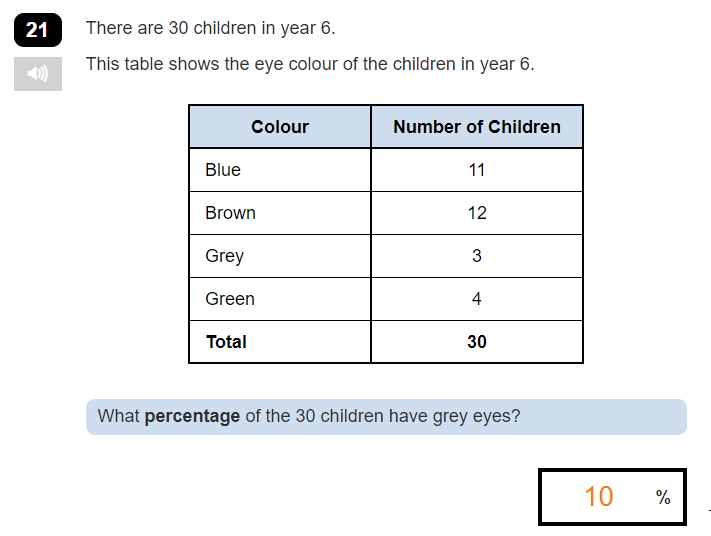 21
There are 30 children in year 6.
This table shows the eye colour of the children in year 6.
Colour Number of Children
Blue 11
Brown 12
Grey 3
Green 4
Total 30
What percentage of the 30 children have grey eyes?
10 %
.